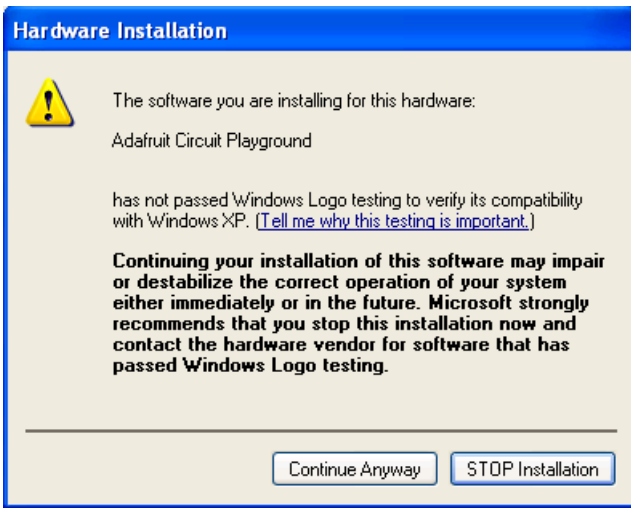 Hardware Installation
The software you are installing for this hardware:
Adafruit Circuit Playground
has not passed Windows Logo testing to verify its compatibility
with Windows XP. (Tell me why this testing is important.)
Continuing your installation of this software may impair
or destabilize the correct operation of your system
either immediately or in the future. Microsoft strongly
recommends that you stop this installation now and
contact the hardware vendor for software that has
passed Windows Logo testing.
Continue Anyway
STOP Installation